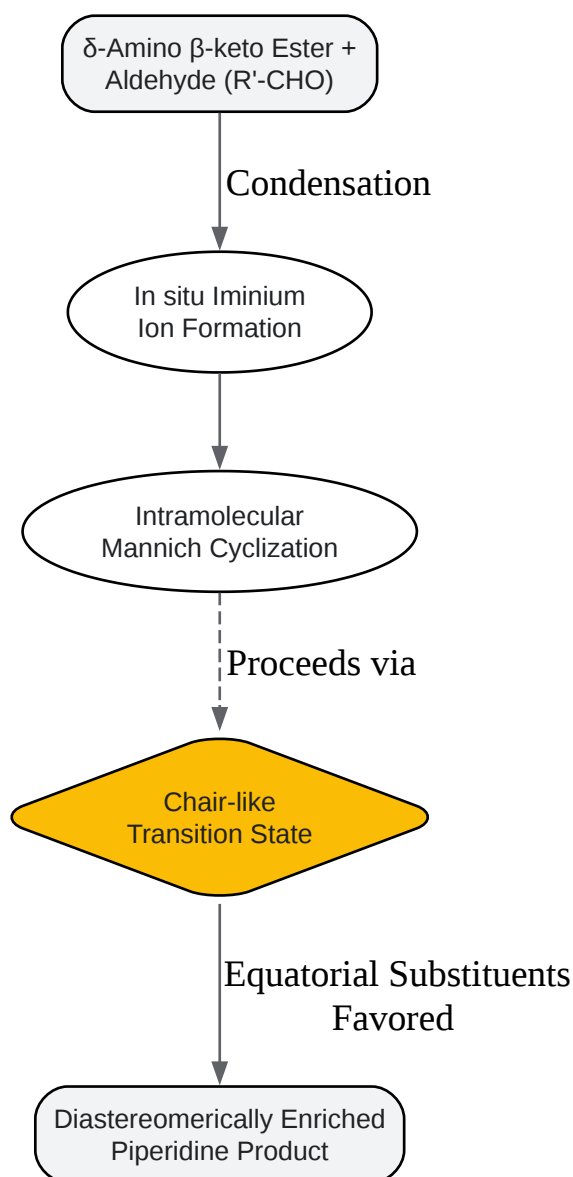 δ-Amino β-keto Ester +
Aldehyde (R'-CHO)
Condensation
In situ Iminium
Ion Formation
Intramolecular
Mannich Cyclization
Proceeds via
Chair-like
Transition State
Equatorial Substituents
Favored
Diastereomerically Enriched
Piperidine Product